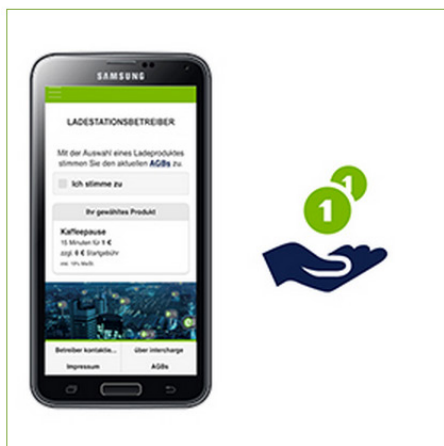 SAMSUNG
LADESTATIONSBETREIBER
Mit der Auswahl eines Ladeproduktes
stimmen Sie den aktuellen AGBs zu.
Ich stimme zu
Ihr gewähltes Produkt
Kaffeepause
15 Minuten für 1 €
zzgl. 0 € Startgebühr
inkl. 19% MwSt.
Betreiber kontaktie...
über intercharge
Impressum
AGBs
1
1